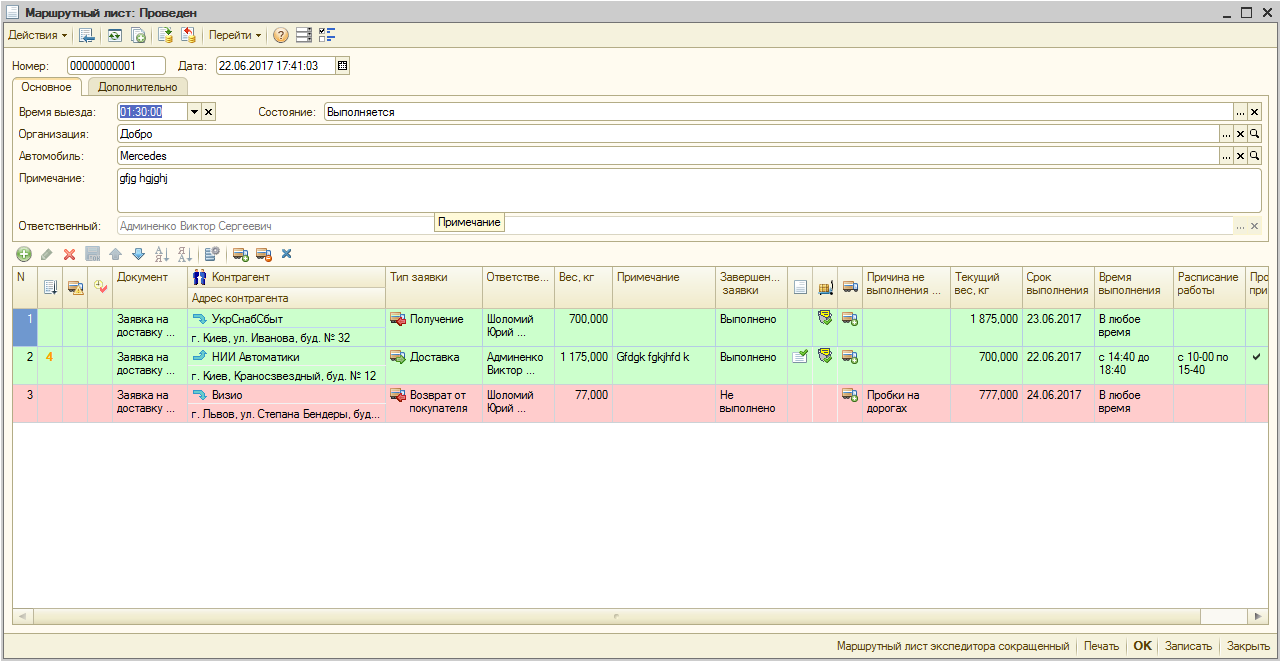 Маршрутный лист: Проведен
Действия Перейти
Номер: 00000000001 Дата: 22.06.2017 17:41:03
Основное Дополнительно
Время выезда: 01:30:00 Состояние: Выполняется
Организация: Добро
Автомобиль: Mercedes
Примечание: gfjg hgjghj
Примечание
Ответственный: Админенко Виктор Сергеевич
N Документ Контрагент Тип заявки Ответстве... Вес, кг Примечание Завершен... Причина не Текущий Срок Время Расписание Про
заявки выполнения ... вес, кг выполнения выполнения работы при
Адрес контрагента
1 Заявка на УкрСнабСбыт Получение Шоломий 700,000 Выполнено 1 875,000 23.06.2017 В любое
доставку ... г. Киев, ул. Иванова, буд. № 32 Юрий ... время
2 4 Заявка на НИИ Автоматики Доставка Админенко 1 175,000 Gfdgk fgkjhfd k Выполнено 700,000 22.06.2017 с 14:40 до с 10-00 по
доставку ... г. Киев, Краносзвездный, буд. № 12 Виктор ... 18:40 15-40
3 Заявка на Визио Возврат от Шоломий 77,000 Не Пробки на 777,000 24.06.2017 В любое
доставку ... г. Львов, ул. Степана Бендеры, буд... покупателя Юрий ... выполнено дорогах время
Маршрутный лист экспедитора сокращенный Печать OK Записать Закрыть